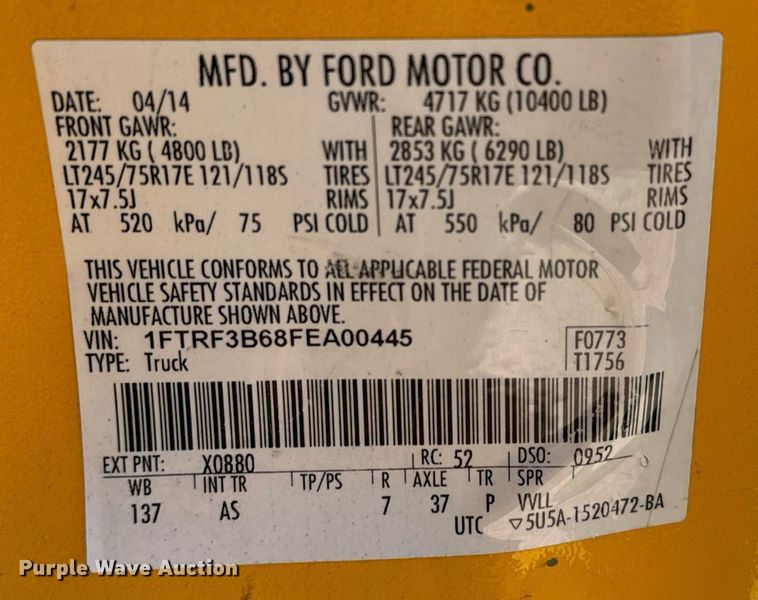 MFD. BY FORD MOTOR CO.
DATE: 04/14 GVWR: 4717 KG (10400 LB)
FRONT GAWR: REAR GAWR:
2177 KG ( 4800 LB) WITH 2853 KG ( 6290 LB) WITH
LT245/75R17E 121/118S TIRES LT245/75R17E 121/118S TIRES
17x7.5J RIMS 17x7.5J RIMS
AT 520 kPa/ 75 PSI COLD AT 550 kPa/ 80 PSI COLD
THIS VEHICLE CONFORMS TO ALL APPLICABLE FEDERAL MOTOR
VEHICLE SAFETY STANDARDS IN EFFECT ON THE DATE OF
MANUFACTURE SHOWN ABOVE.
VIN: 1FTRF3B68FEA00445 F0773
TYPE: Truck T1756
EXT PNT: X0880 RC: 52 DSO: 0952
WB INT TR TP/PS R AXLE TR SPR
137 AS 7 37 P VVLL
UTC ▽5U5A-1520472-BA
Purple Wave Auction